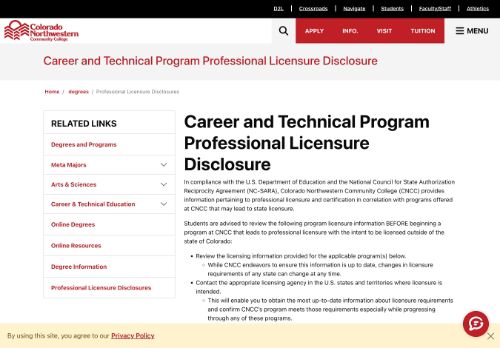 D2L | Crossroads | Navigate | Students | Faculty/Staff | Athletics
Colorado
Northwestern
Community College
APPLY INFO. VISIT TUITION MENU
Career and Technical Program Professional Licensure Disclosure
Home / degrees / Professional Licensure Disclosures
RELATED LINKS
Degrees and Programs
Meta Majors
Arts & Sciences
Career & Technical Education
Online Degrees
Online Resources
Degree Information
Professional Licensure Disclosures
Career and Technical Program
Professional Licensure
Disclosure
In compliance with the U.S. Department of Education and the National Council for State Authorization
Reciprocity Agreement (NC-SARA), Colorado Northwestern Community College (CNCC) provides
information pertaining to professional licensure and certification in correlation with programs offered
at CNCC that may lead to state licensure.
Students are advised to review the following program licensure information BEFORE beginning a
program at CNCC that leads to professional licensure with the intent to be licensed outside of the
state of Colorado:
• Review the licensing information provided for the applicable program(s) below.
While CNCC endeavors to ensure this information is up to date, changes in licensure
requirements of any state can change at any time.
• Contact the appropriate licensing agency in the U.S. states and territories where licensure is
intended.
This will enable you to obtain the most up-to-date information about licensure requirements
and confirm CNCC's program meets those requirements especially while progressing
through any of these programs.
By using this site, you agree to our Privacy Policy